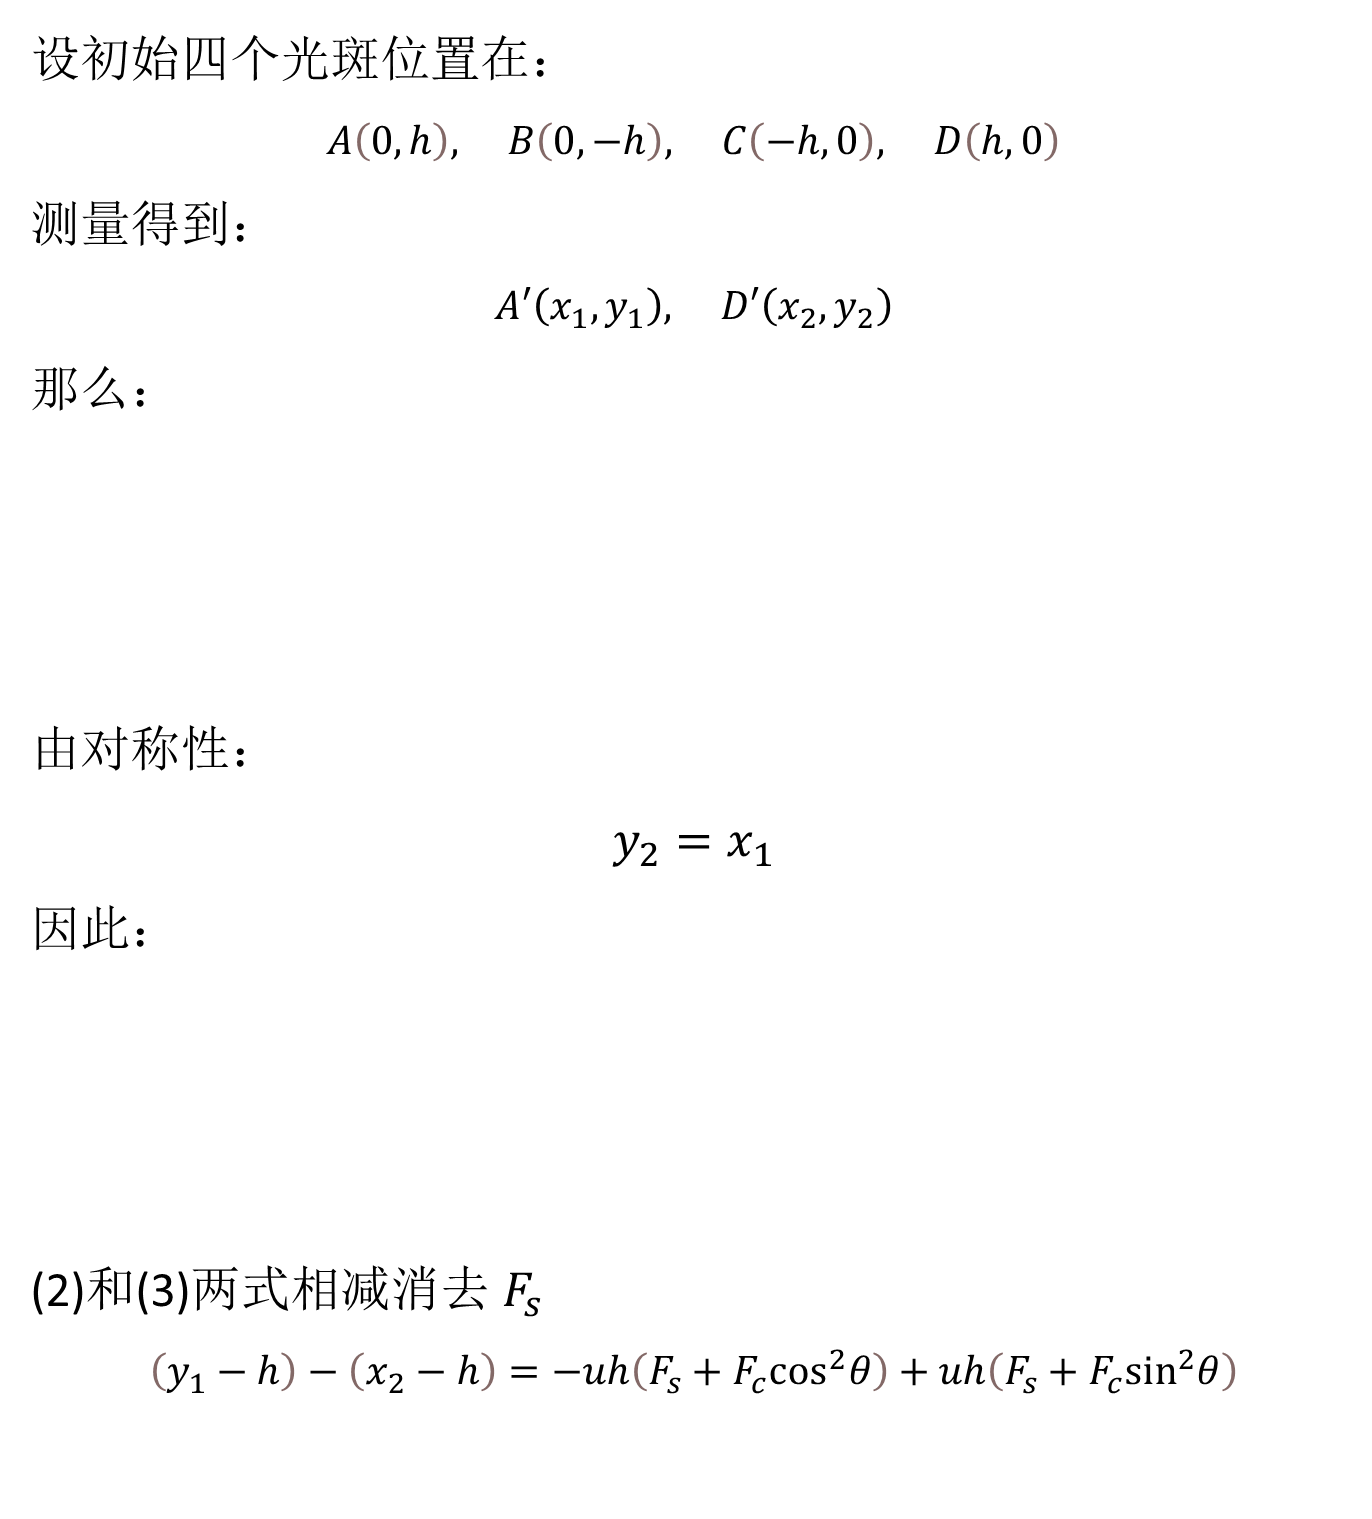 设初始四个光斑位置在：
A(0,h),  B(0,−h),  C(−h,0),  D(h,0)
测量得到：
A′(x₁,y₁),  D′(x₂,y₂)
那么：
由对称性：
y₂ = x₁
因此：
(2)和(3)两式相减消去 Fₛ
(y₁ − h) − (x₂ − h) = −uh(Fₛ + F_c cos²θ) + uh(Fₛ + F_c sin²θ)